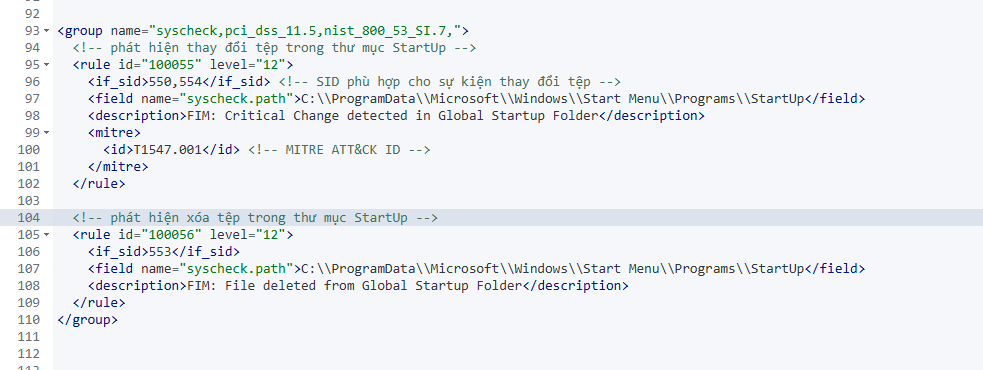 92
93 <group name="syscheck,pci_dss_11.5,nist_800_53_SI.7,">
94 <!-- phát hiện thay đổi tệp trong thư mục StartUp -->
95 <rule id="100055" level="12">
96 <if_sid>550,554</if_sid> <!-- SID phù hợp cho sự kiện thay đổi tệp -->
97 <field name="syscheck.path">C:\\ProgramData\\Microsoft\\Windows\\Start Menu\\Programs\\StartUp</field>
98 <description>FIM: Critical Change detected in Global Startup Folder</description>
99 <mitre>
100 <id>T1547.001</id> <!-- MITRE ATT&CK ID -->
101 </mitre>
102 </rule>
103
104 <!-- phát hiện xóa tệp trong thư mục StartUp -->
105 <rule id="100056" level="12">
106 <if_sid>553</if_sid>
107 <field name="syscheck.path">C:\\ProgramData\\Microsoft\\Windows\\Start Menu\\Programs\\StartUp</field>
108 <description>FIM: File deleted from Global Startup Folder</description>
109 </rule>
110 </group>
111
112